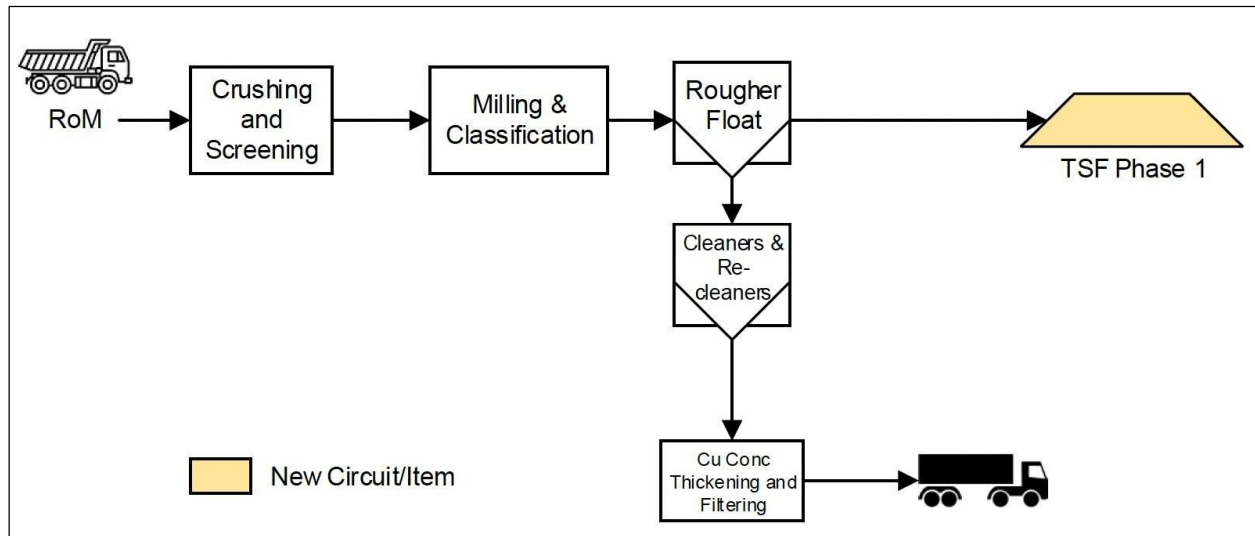 RoM
Crushing
and
Screening
Milling &
Classification
Rougher
Float
TSF Phase 1
Cleaners &
Re-
cleaners
Cu Conc
Thickening and
Filtering
New Circuit/Item